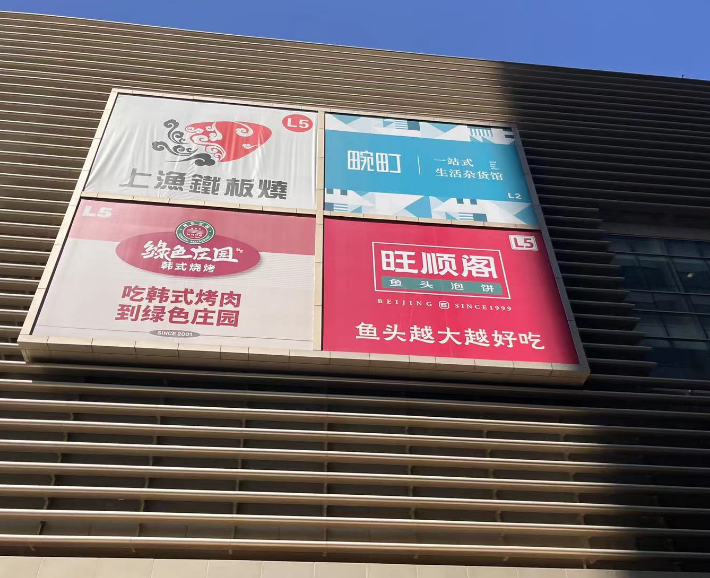 L5
上漁鐵板燒
畹町
一站式
生活杂货馆
L2
L5
綠色庄园
韩式烧烤
吃韩式烤肉
到绿色庄园
SINCE 2001
L5
旺顺阁
鱼头泡饼
BEIJING SINCE1999
鱼头越大越好吃